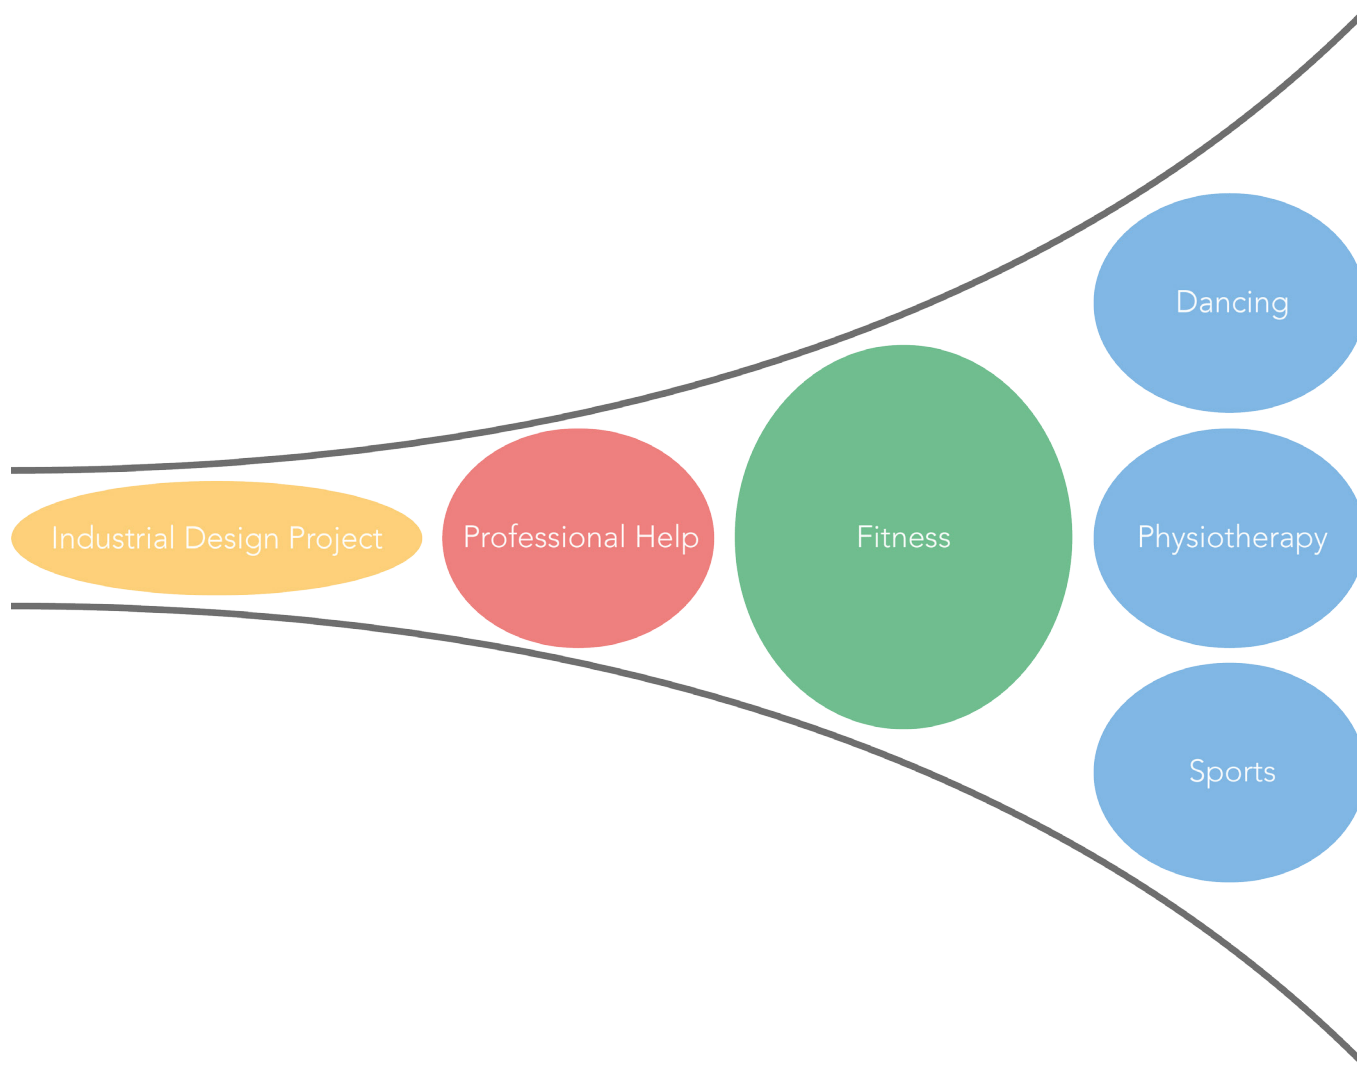 Industrial Design Project
Professional Help
Fitness
Dancing
Physiotherapy
Sports